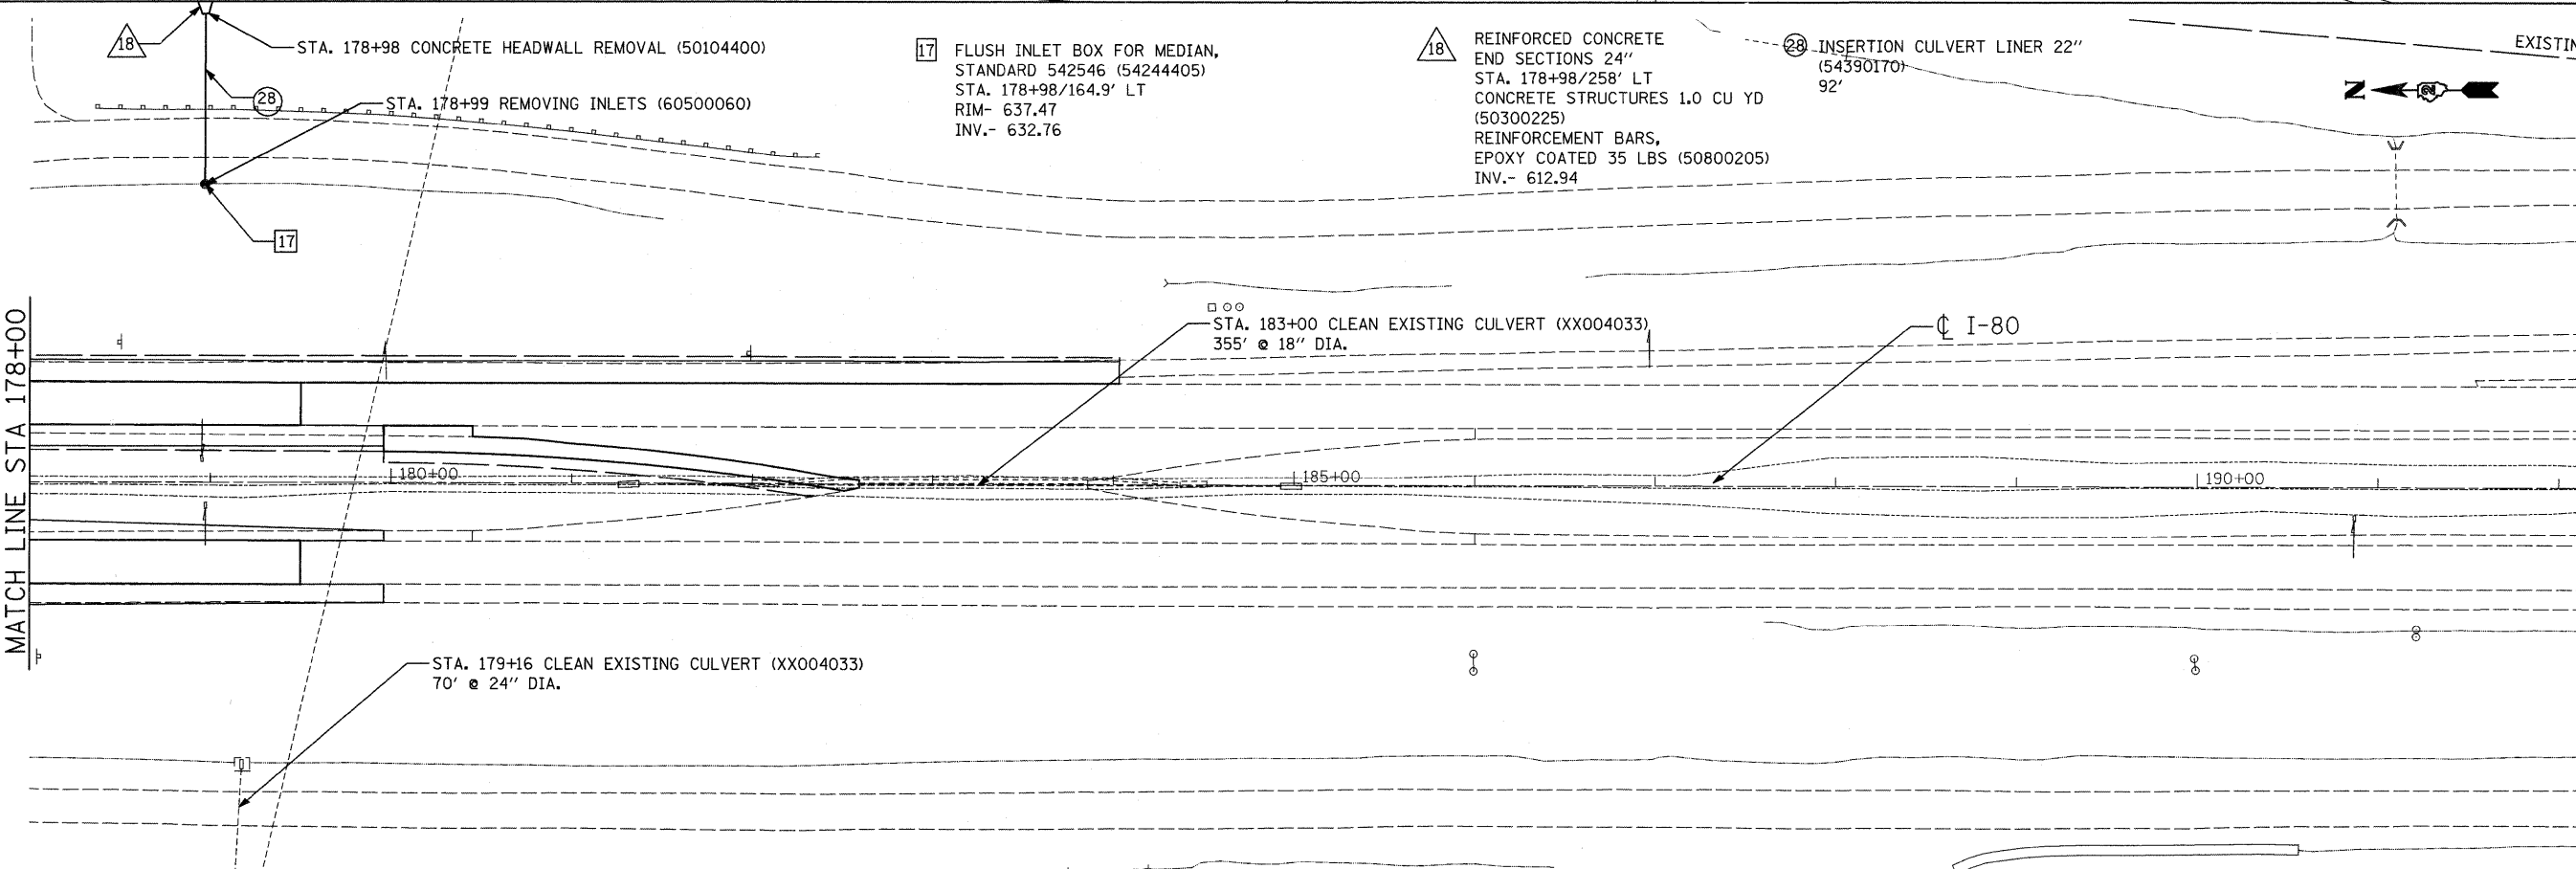 18
STA. 178+98 CONCRETE HEADWALL REMOVAL (50104400)
28
STA. 178+99 REMOVING INLETS (60500060)
17
17 FLUSH INLET BOX FOR MEDIAN,
STANDARD 542546 (54244405)
STA. 178+98/164.9' LT
RIM- 637.47
INV.- 632.76
18 REINFORCED CONCRETE
END SECTIONS 24"
STA. 178+98/258' LT
CONCRETE STRUCTURES 1.0 CU YD
(50300225)
REINFORCEMENT BARS,
EPOXY COATED 35 LBS (50800205)
INV.- 612.94
28 INSERTION CULVERT LINER 22"
(54390170)
92'
EXISTIN
N
2
MATCH LINE STA 178+00
STA. 183+00 CLEAN EXISTING CULVERT (XX004033)
355' @ 18" DIA.
℄ I-80
180+00
185+00
190+00
STA. 179+16 CLEAN EXISTING CULVERT (XX004033)
70' @ 24" DIA.